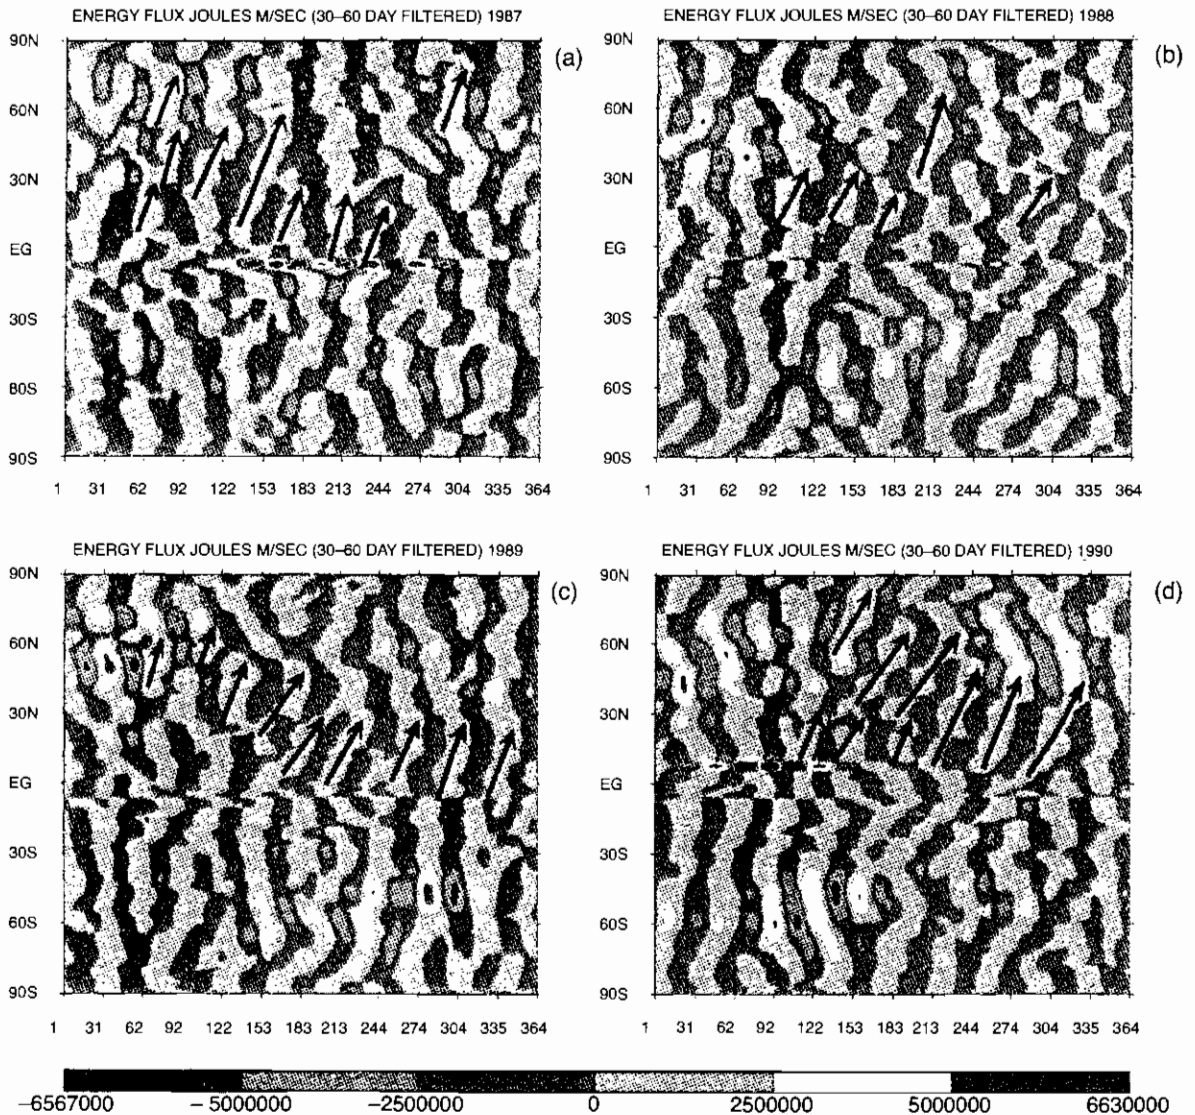 ENERGY FLUX JOULES M/SEC (30–60 DAY FILTERED) 1987
(a)
90N
60N
30N
EG
30S
80S
90S
1 31 62 92 122 153 183 213 244 274 304 335 364
ENERGY FLUX JOULES M/SEC (30–60 DAY FILTERED) 1988
(b)
90N
60N
30N
EG
30S
60S
90S
1 31 62 92 122 153 183 213 244 274 304 335 364
ENERGY FLUX JOULES M/SEC (30–60 DAY FILTERED) 1989
(c)
90N
60N
30N
EG
30S
60S
90S
1 31 62 92 122 153 183 213 244 274 304 335 364
ENERGY FLUX JOULES M/SEC (30–60 DAY FILTERED) 1990
(d)
90N
60N
30N
EG
30S
60S
90S
1 31 62 92 122 153 183 213 244 274 304 335 364
−6567000 −5000000 −2500000 0 2500000 5000000 6630000